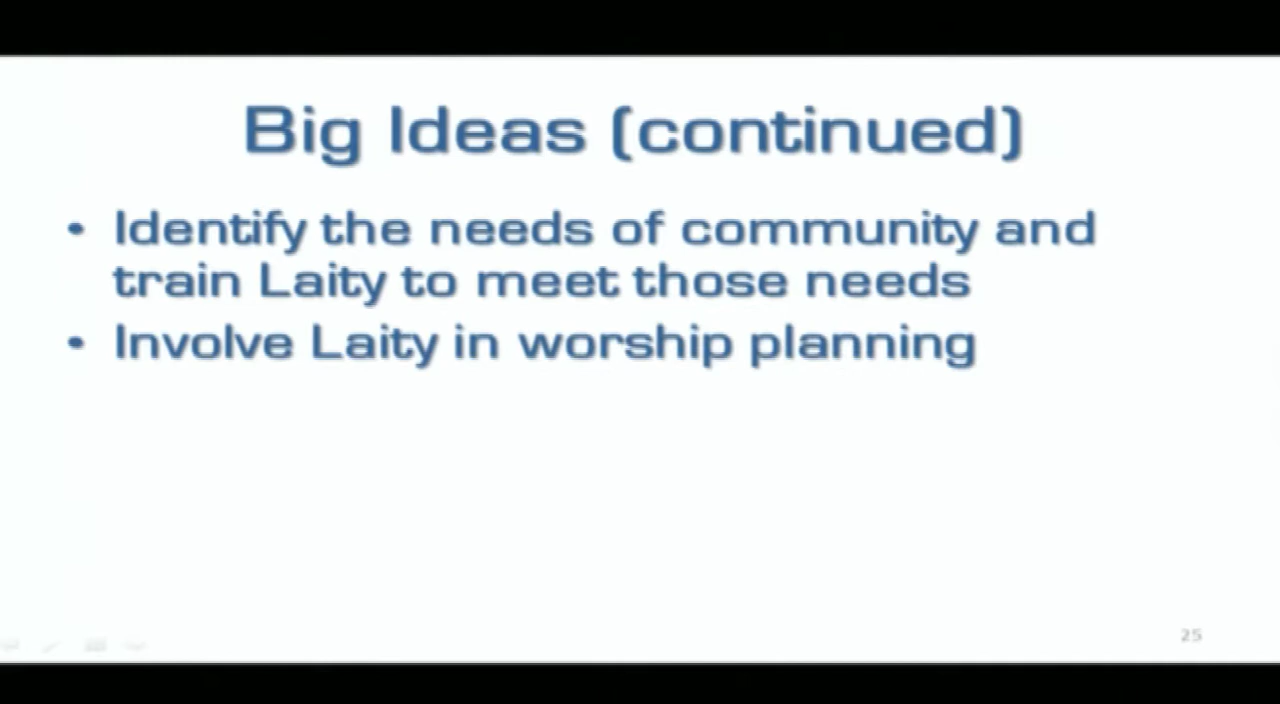 Big Ideas (continued)
• Identify the needs of community and
train Laity to meet those needs
• Involve Laity in worship planning
25